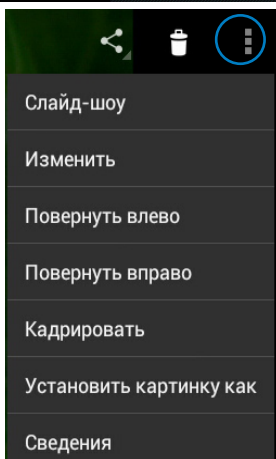 Слайд-шоу
Изменить
Повернуть влево
Повернуть вправо
Кадрировать
Установить картинку как
Сведения